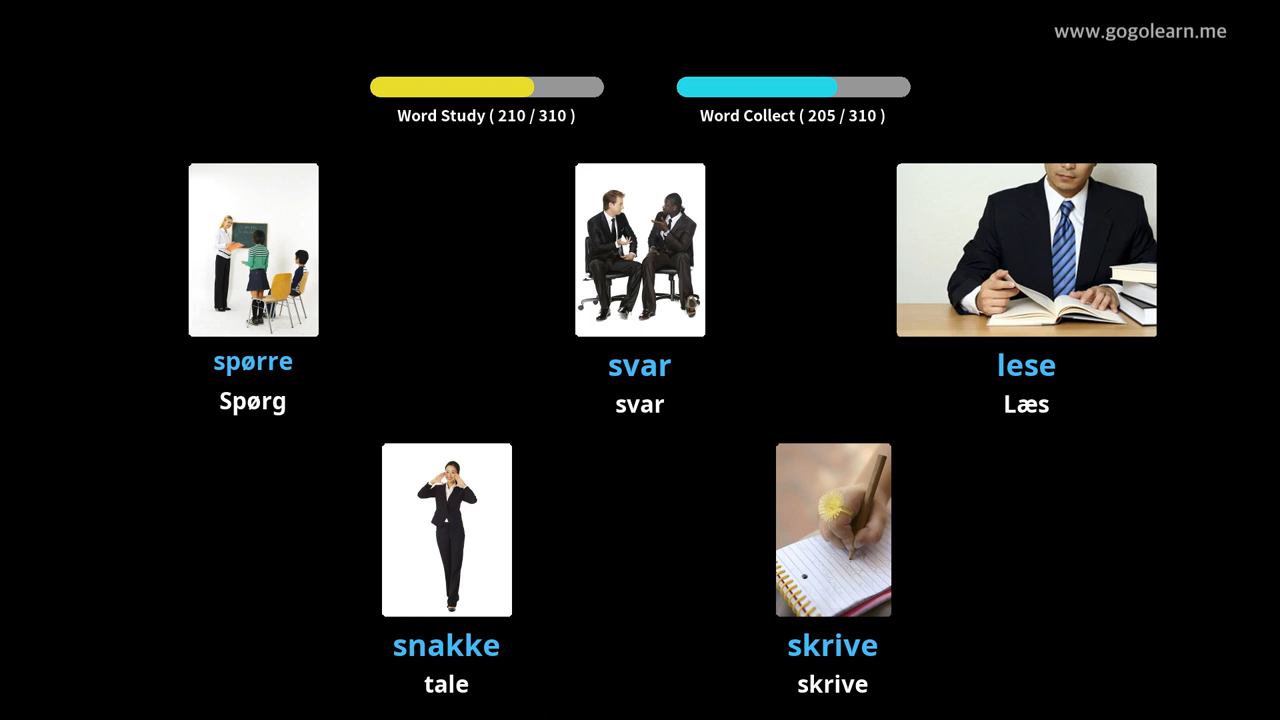 www.gogolearn.me
Word Study ( 210 / 310 )
Word Collect ( 205 / 310 )
spørre
Spørg
svar
svar
lese
Læs
snakke
tale
skrive
skrive